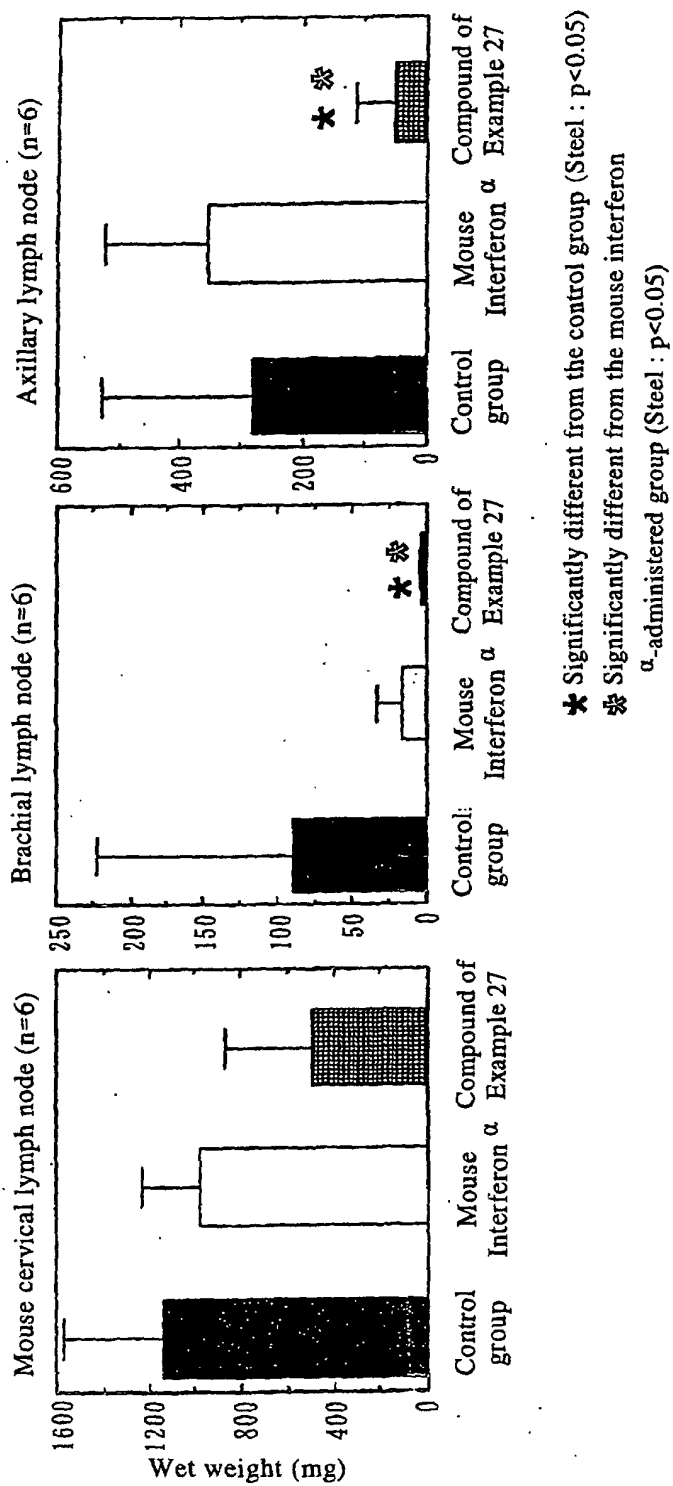 Mouse cervical lymph node (n=6)
Wet weight (mg)
1600
1200
800
400
0
Control group
Mouse Interferon α
Compound of Example 27
Brachial lymph node (n=6)
250
200
150
100
50
0
Control group
Mouse Interferon α
Compound of Example 27
Axillary lymph node (n=6)
600
400
200
0
Control group
Mouse Interferon α
Compound of Example 27
★ Significantly different from the control group (Steel : p<0.05)
❇ Significantly different from the mouse interferon
α-administered group (Steel : p<0.05)